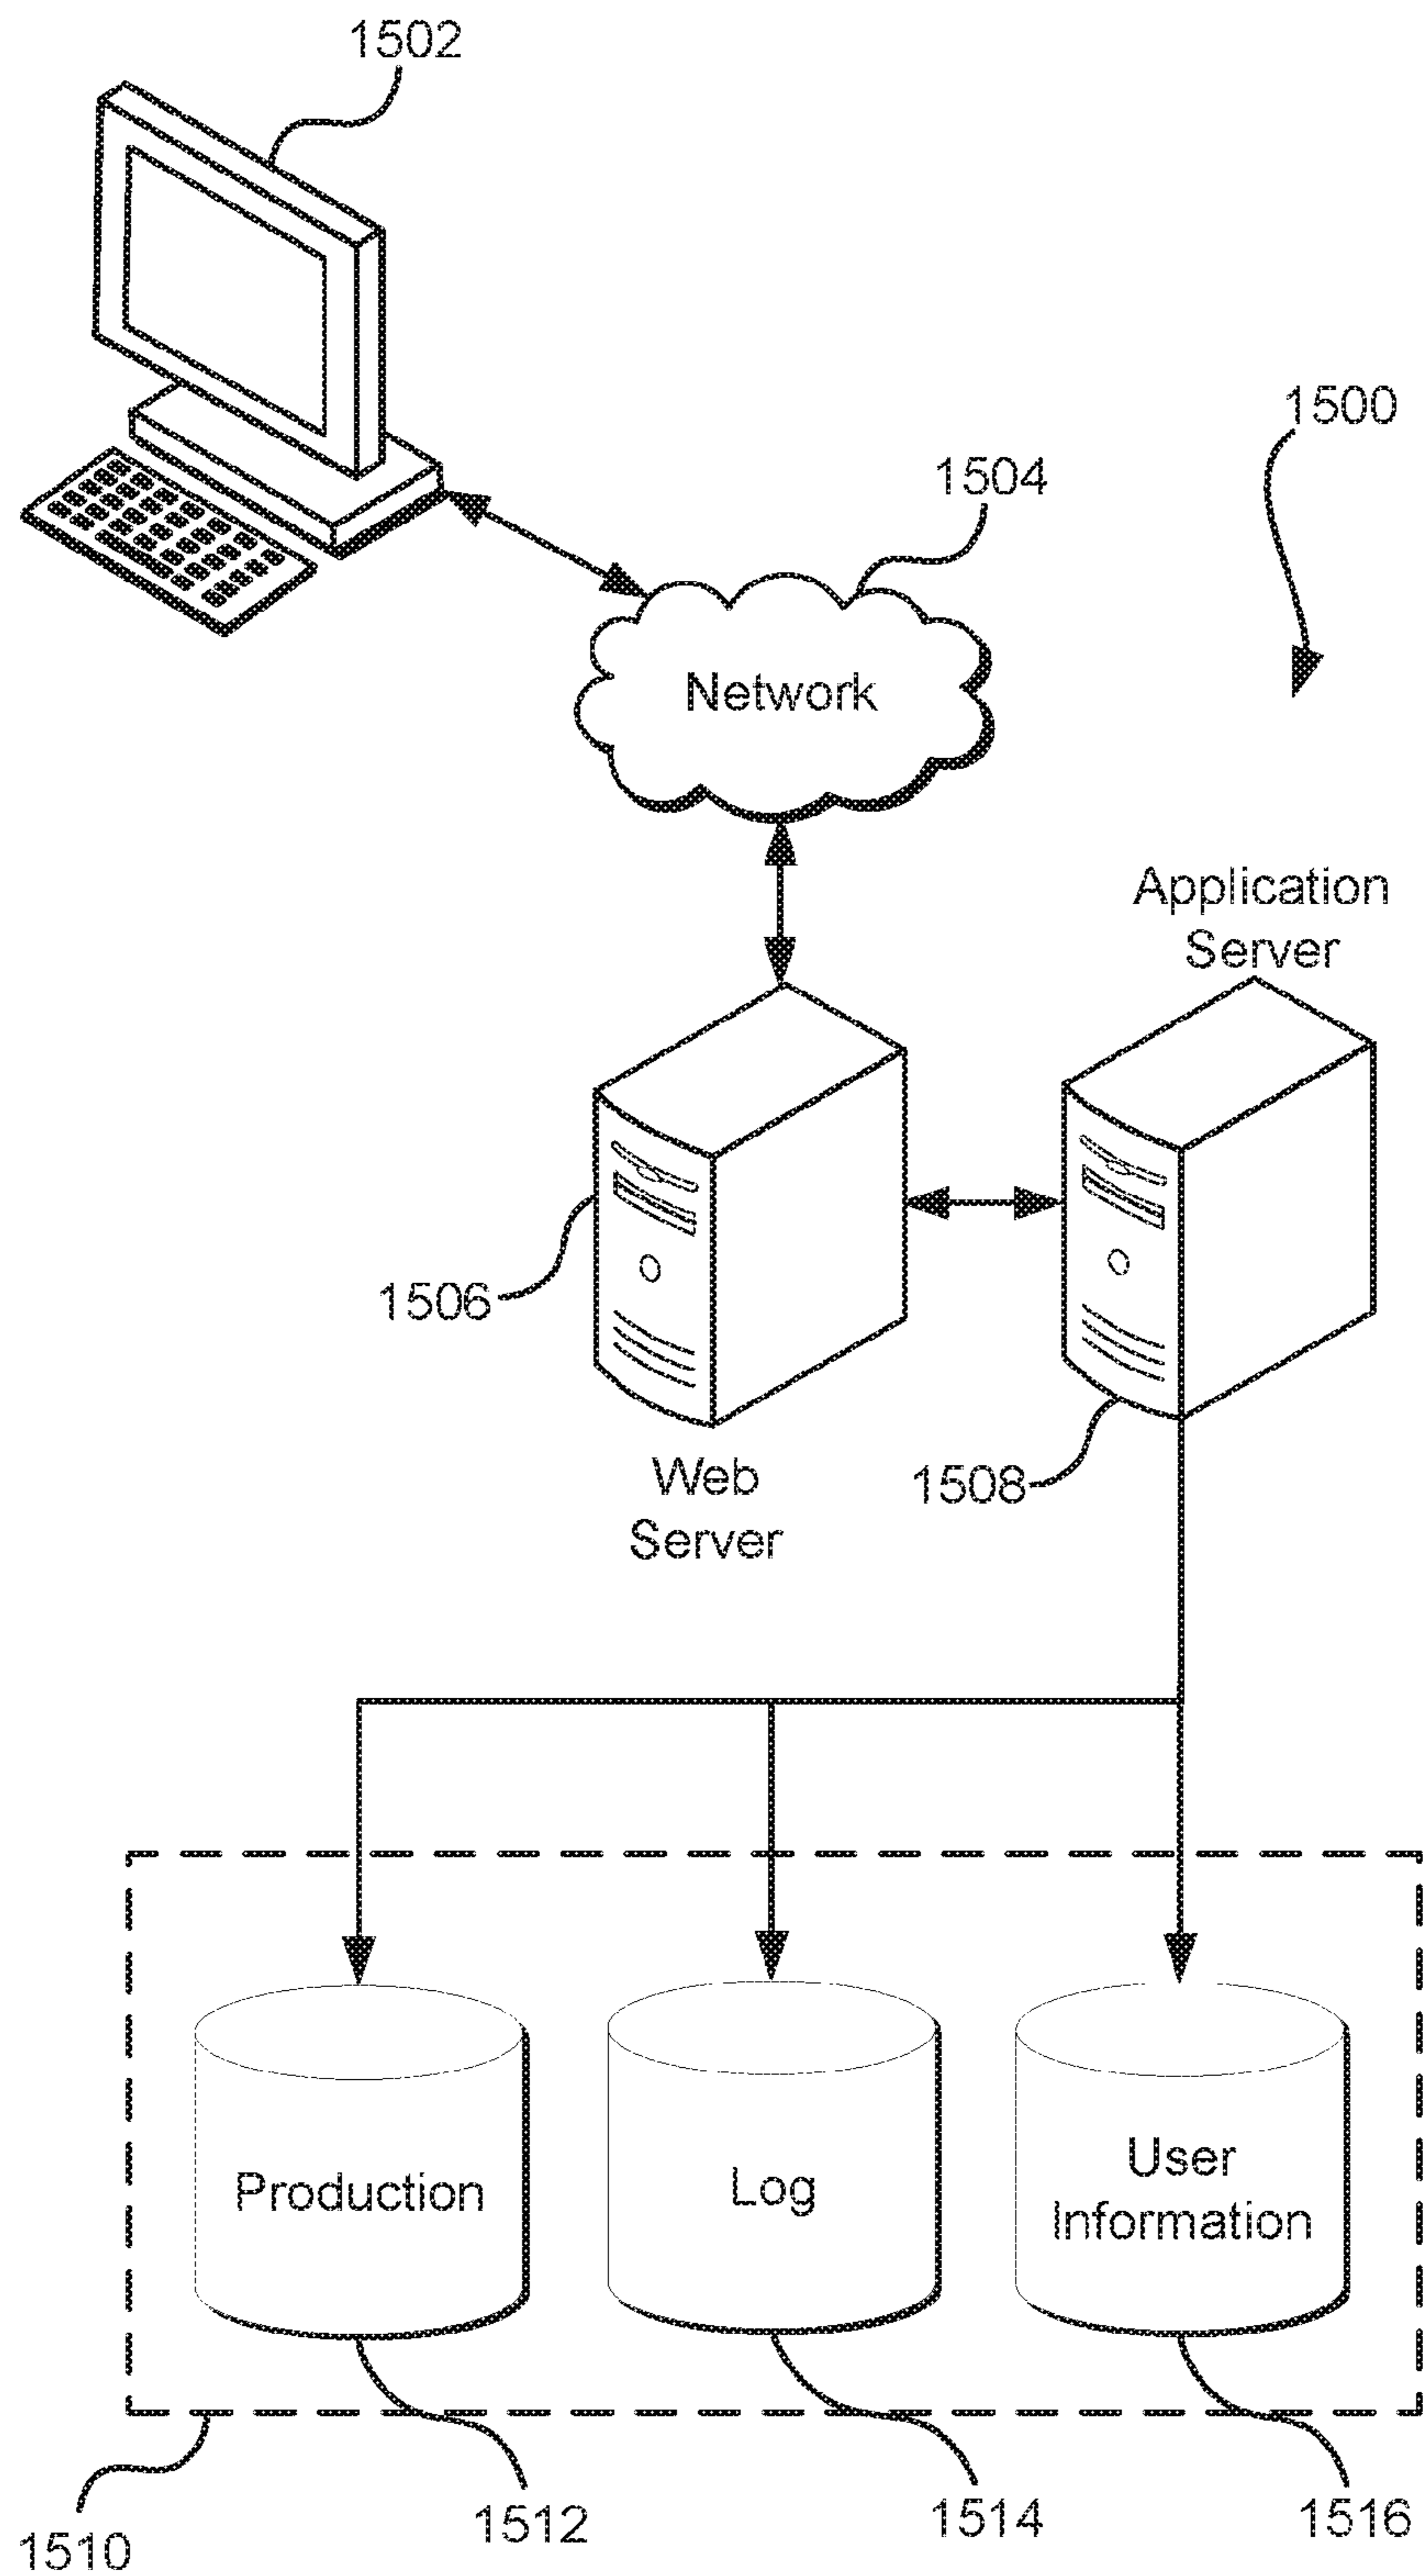 1502
1500
1504
Network
Application
Server
1506
1508
Web
Server
Production
Log
User
Information
1510
1512
1514
1516